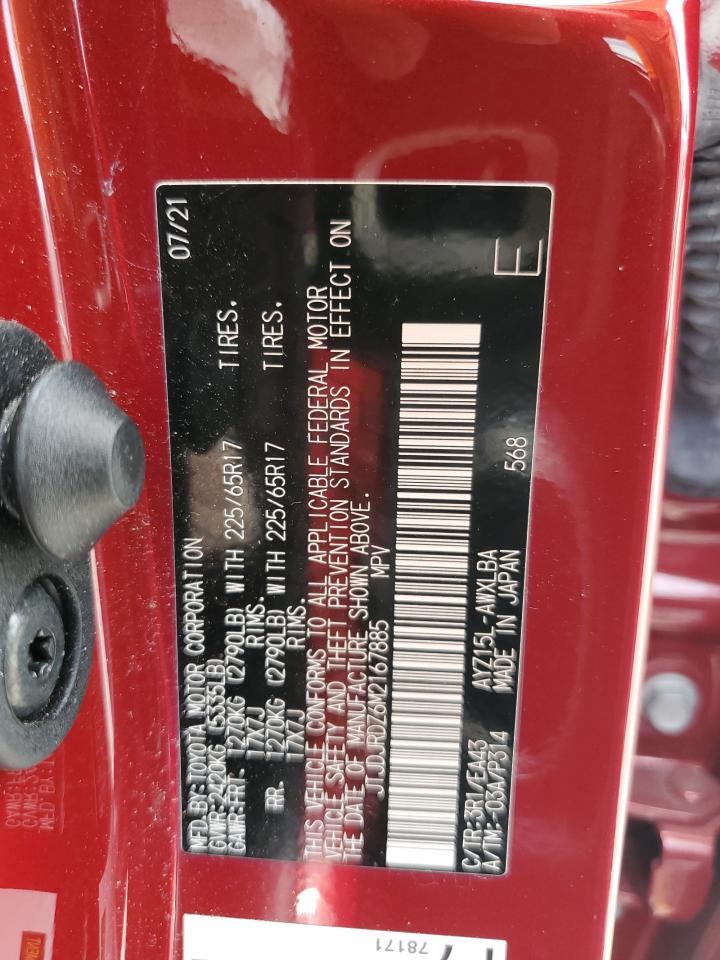 MFD. BY: TOYOTA MOTOR CORPORATION 07/21
GVWR: 2420KG (5335LB)
GAWR: FRT. 1270KG (2790LB) WITH 225/65R17 TIRES.
17X7J RIMS.
RR. 1270KG (2790LB) WITH 225/65R17 TIRES.
17X7J RIMS.
THIS VEHICLE CONFORMS TO ALL APPLICABLE FEDERAL MOTOR
VEHICLE SAFETY AND THEFT PREVENTION STANDARDS IN EFFECT ON
THE DATE OF MANUFACTURE SHOWN ABOVE.
MPV
C/TR: 3R1/EA43 AYZ15L-AWXLBA 568
A/TM: -03A/P314 MADE IN JAPAN
E
78171